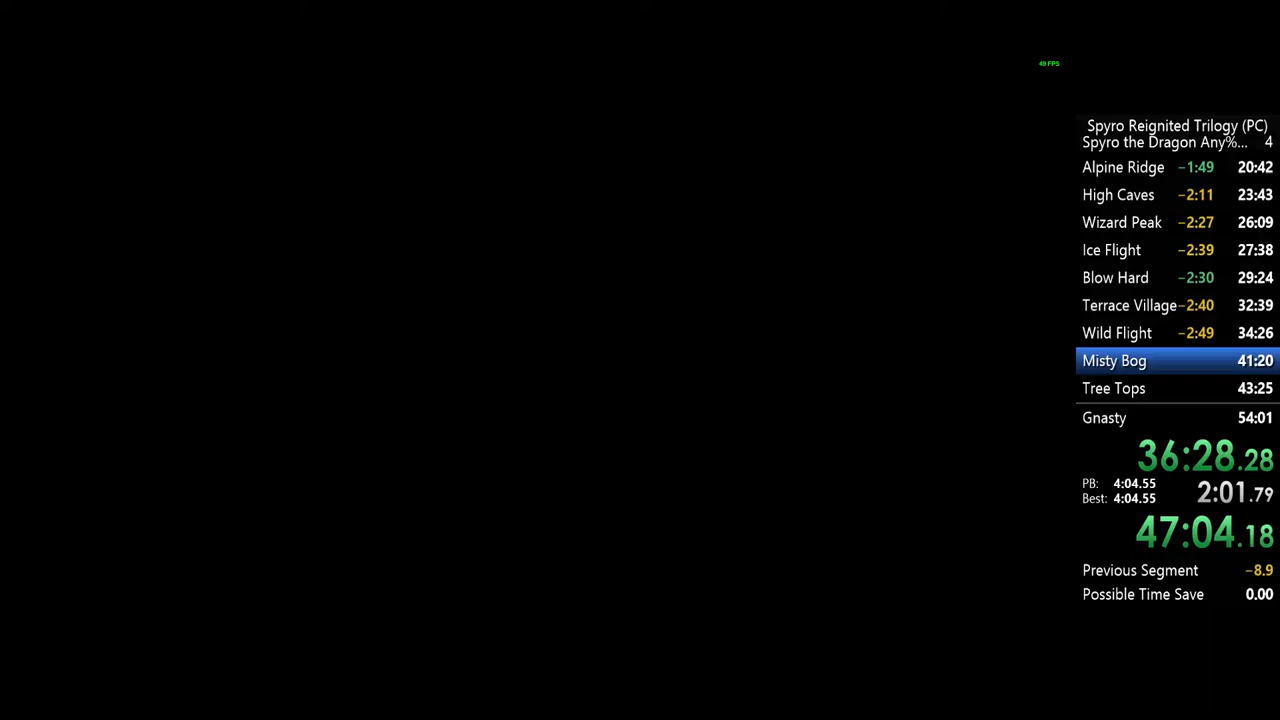 49 FPS
Spyro Reignited Trilogy (PC)
Spyro the Dragon Any%... 4
Alpine Ridge -1:49 20:42
High Caves -2:11 23:43
Wizard Peak -2:27 26:09
Ice Flight -2:39 27:38
Blow Hard -2:30 29:24
Terrace Village -2:40 32:39
Wild Flight -2:49 34:26
Misty Bog 41:20
Tree Tops 43:25
Gnasty 54:01
36:28.28
PB: 4:04.55
Best: 4:04.55
2:01.79
47:04.18
Previous Segment -8.9
Possible Time Save 0.00